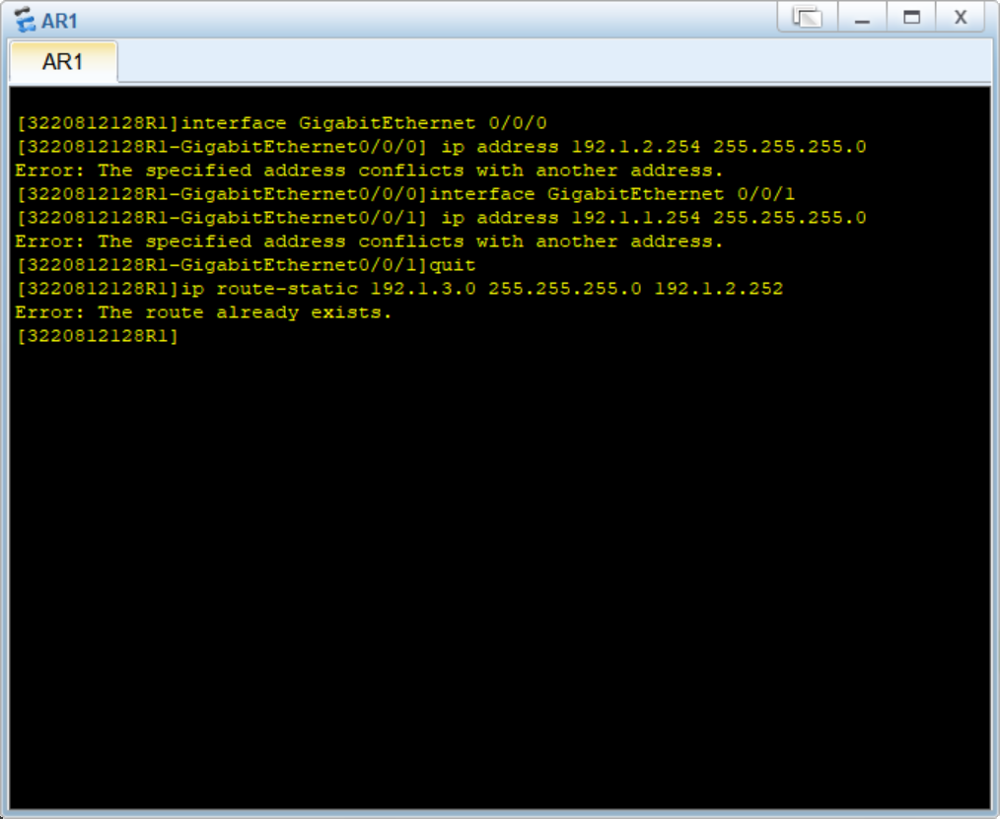 AR1
AR1
[3220812128R1]interface GigabitEthernet 0/0/0
[3220812128R1-GigabitEthernet0/0/0] ip address 192.1.2.254 255.255.255.0
Error: The specified address conflicts with another address.
[3220812128R1-GigabitEthernet0/0/0]interface GigabitEthernet 0/0/1
[3220812128R1-GigabitEthernet0/0/1] ip address 192.1.1.254 255.255.255.0
Error: The specified address conflicts with another address.
[3220812128R1-GigabitEthernet0/0/1]quit
[3220812128R1]ip route-static 192.1.3.0 255.255.255.0 192.1.2.252
Error: The route already exists.
[3220812128R1]